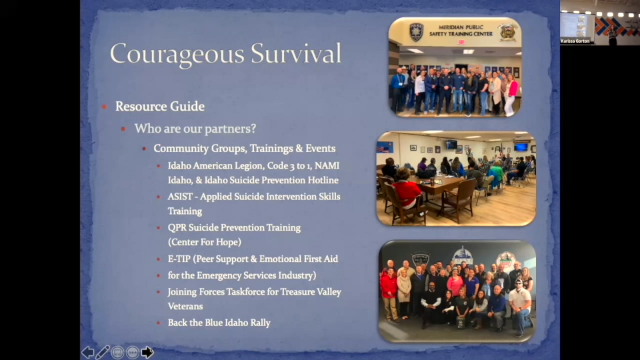 Courageous Survival
Resource Guide
Who are our partners?
Community Groups, Trainings & Events
Idaho American Legion, Code 3 to 1, NAMI
Idaho, & Idaho Suicide Prevention Hotline
ASIST - Applied Suicide Intervention Skills
Training
QPR Suicide Prevention Training
(Center For Hope)
E-TIP (Peer Support & Emotional First Aid
for the Emergency Services Industry)
Joining Forces Taskforce for Treasure Valley
Veterans
Back the Blue Idaho Rally
MERIDIAN PUBLIC
SAFETY TRAINING CENTER